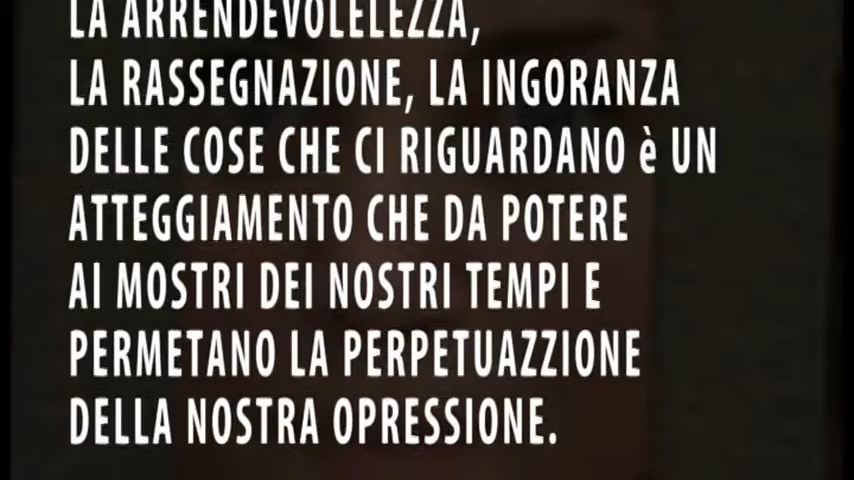 LA ARRENDEVOLELEZZA,
LA RASSEGNAZIONE, LA INGORANZA
DELLE COSE CHE CI RIGUARDANO è UN
ATTEGGIAMENTO CHE DA POTERE
AI MOSTRI DEI NOSTRI TEMPI E
PERMETANO LA PERPETUAZZIONE
DELLA NOSTRA OPRESSIONE.